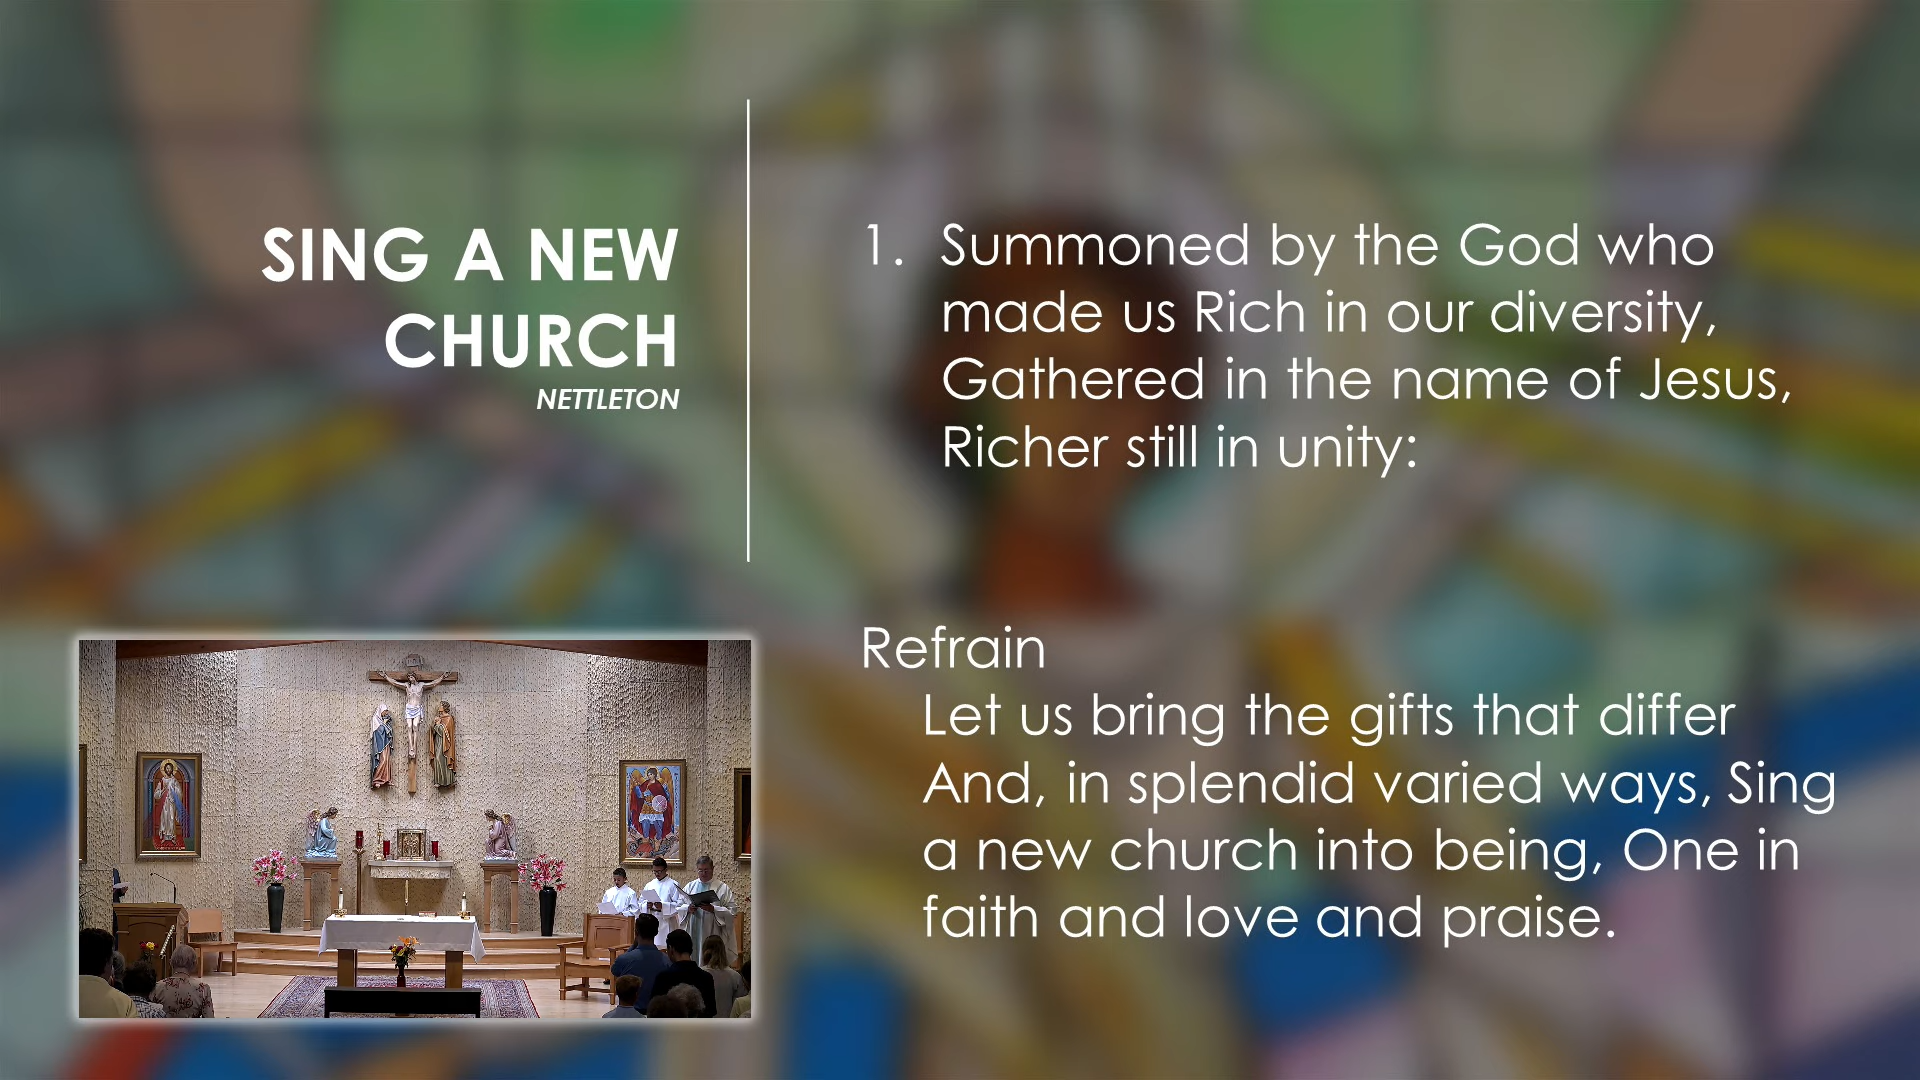 SING A NEW
CHURCH
NETTLETON
1. Summoned by the God who
made us Rich in our diversity,
Gathered in the name of Jesus,
Richer still in unity:
Refrain
Let us bring the gifts that differ
And, in splendid varied ways, Sing
a new church into being, One in
faith and love and praise.